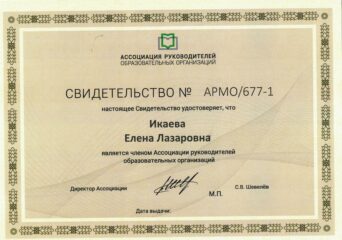 АССОЦИАЦИЯ РУКОВОДИТЕЛЕЙ
ОБРАЗОВАТЕЛЬНЫХ ОРГАНИЗАЦИЙ
СВИДЕТЕЛЬСТВО № АРМО/677-1
настоящее Свидетельство удостоверяет, что
Икаева
Елена Лазаровна
является членом Ассоциации руководителей
образовательных организаций
Директор Ассоциации
С.В. Шевелёв
М.П.
Дата выдачи: